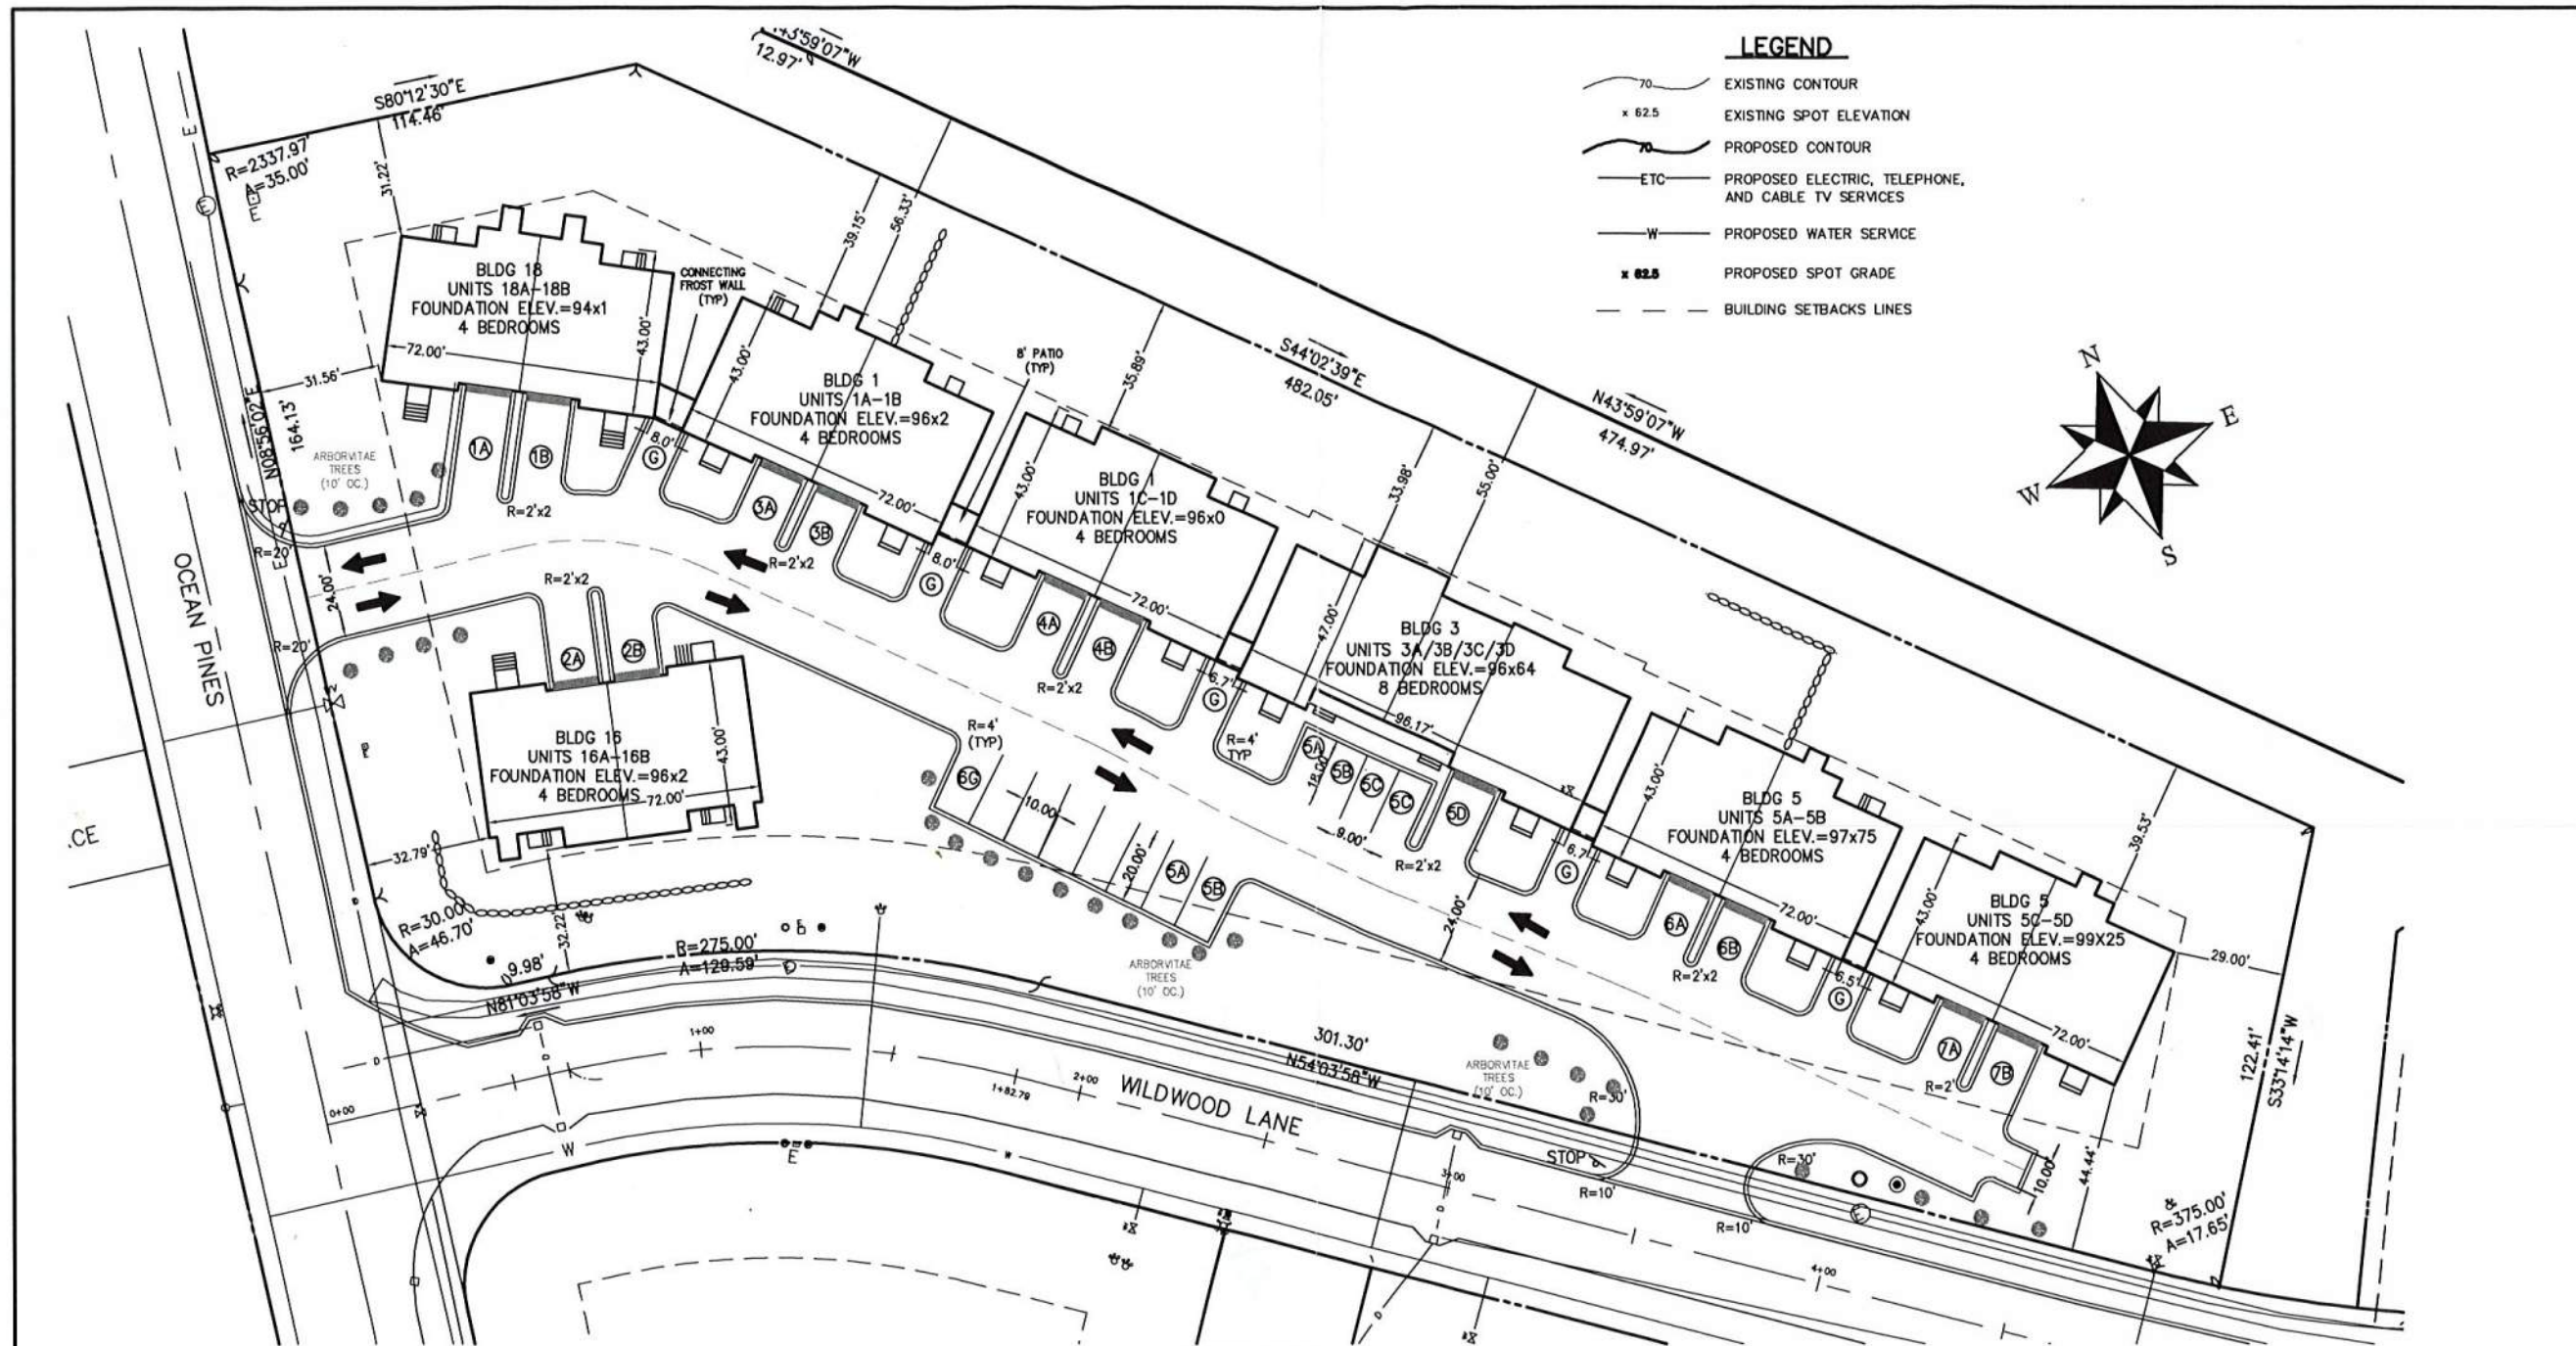 LEGEND
70 EXISTING CONTOUR
x 62.5 EXISTING SPOT ELEVATION
70 PROPOSED CONTOUR
ETC PROPOSED ELECTRIC, TELEPHONE,
AND CABLE TV SERVICES
W PROPOSED WATER SERVICE
x 62.5 PROPOSED SPOT GRADE
BUILDING SETBACKS LINES
N
E
W
S
12.97'
S80°12'30"E
114.46'
R=2337.97'
A=35.00'
31.22'
39.15'
56.33'
35.89'
S44°02'39"E
482.05'
N43°59'07"W
474.97'
33.98'
55.00'
39.53'
BLDG 18
UNITS 18A-18B
FOUNDATION ELEV.=94x1
4 BEDROOMS
72.00'
43.00'
CONNECTING
FROST WALL
(TYP)
31.56'
N08°56'02"E
164.13'
ARBORVITAE
TREES
(10' OC.)
STOP
R=20'
24.00'
R=20'
1A
1B
R=2'x2
8.0'
G
BLDG 1
UNITS 1A-1B
FOUNDATION ELEV.=96x2
4 BEDROOMS
43.00'
72.00'
3A
3B
R=2'x2
8.0'
G
8' PATIO
(TYP)
BLDG 1
UNITS 1C-1D
FOUNDATION ELEV.=96x0
4 BEDROOMS
43.00'
72.00'
4A
4B
R=2'x2
6.7'
G
BLDG 3
UNITS 3A/3B/3C/3D
FOUNDATION ELEV.=96x64
8 BEDROOMS
47.00'
96.17'
R=4'
TYP
5A
5B
5C
5C
5D
18.00'
9.00'
R=2'x2
6.7'
G
BLDG 5
UNITS 5A-5B
FOUNDATION ELEV.=97x75
4 BEDROOMS
43.00'
72.00'
6A
6B
R=2'x2
6.5'
G
BLDG 5
UNITS 5C-5D
FOUNDATION ELEV.=99X25
4 BEDROOMS
43.00'
72.00'
7A
7B
R=2'
29.00'
122.41'
S33°14'14"W
44.44'
10.00'
R=2'x2
2A
2B
BLDG 16
UNITS 16A-16B
FOUNDATION ELEV.=96x2
4 BEDROOMS
72.00'
43.00'
32.79'
32.22'
R=4'
(TYP)
6G
10.00'
20.00'
5A
5B
24.00'
OCEAN PINES
R=30.00'
A=46.70'
9.98'
N81°03'58"W
R=275.00'
A=129.59'
ARBORVITAE
TREES
(10' OC.)
301.30'
N54°03'58"W
ARBORVITAE
TREES
(10' OC.)
R=30'
STOP
R=10'
R=10'
R=30'
R=375.00'
A=17.65'
WILDWOOD LANE
0+00
1+00
1+82.79
2+00
3+00
4+00
W
E